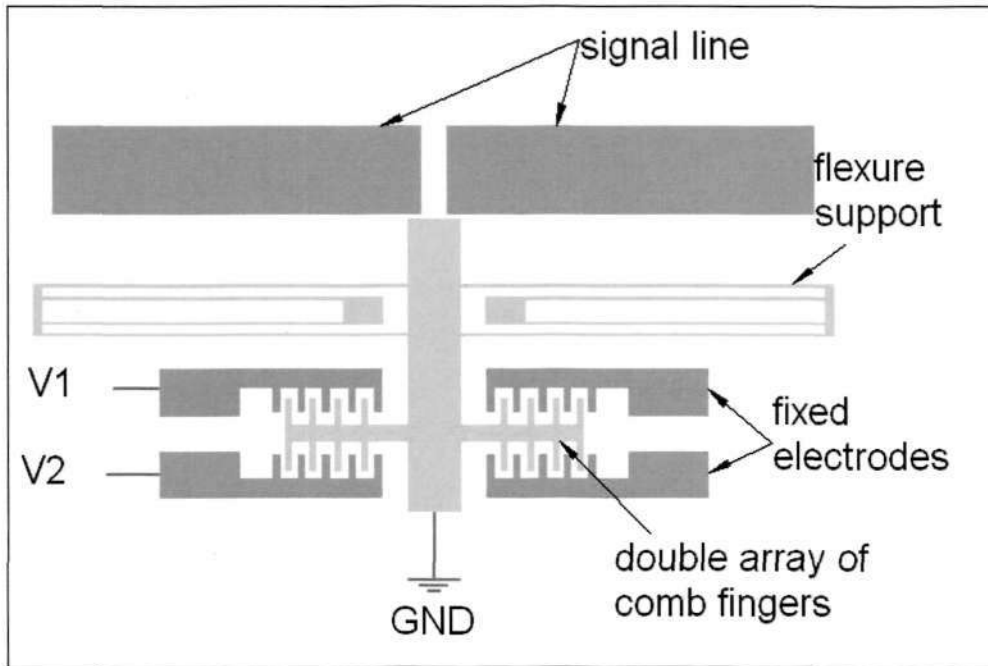 signal line
flexure
support
V1
fixed
electrodes
V2
double array of
comb fingers
GND